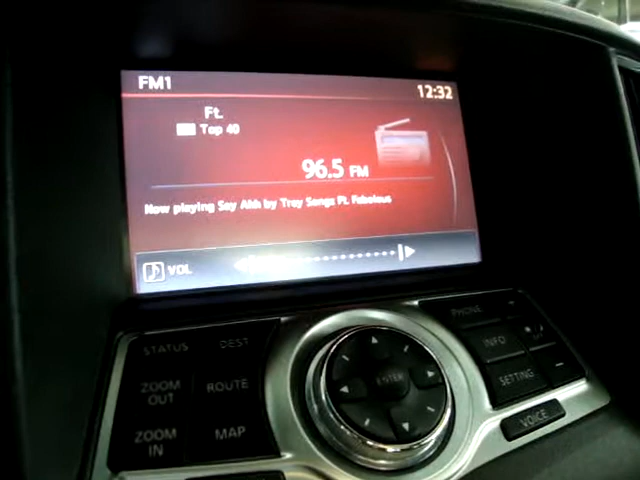 FM1
12:32
Ft.
Top 40
96.5 FM
Now playing Say Ahh by Trey Songz Ft. Fabolous
VOL
STATUS
DEST
PHONE
ZOOM OUT
ROUTE
ENTER
INFO
SETTING
ZOOM IN
MAP
VOICE